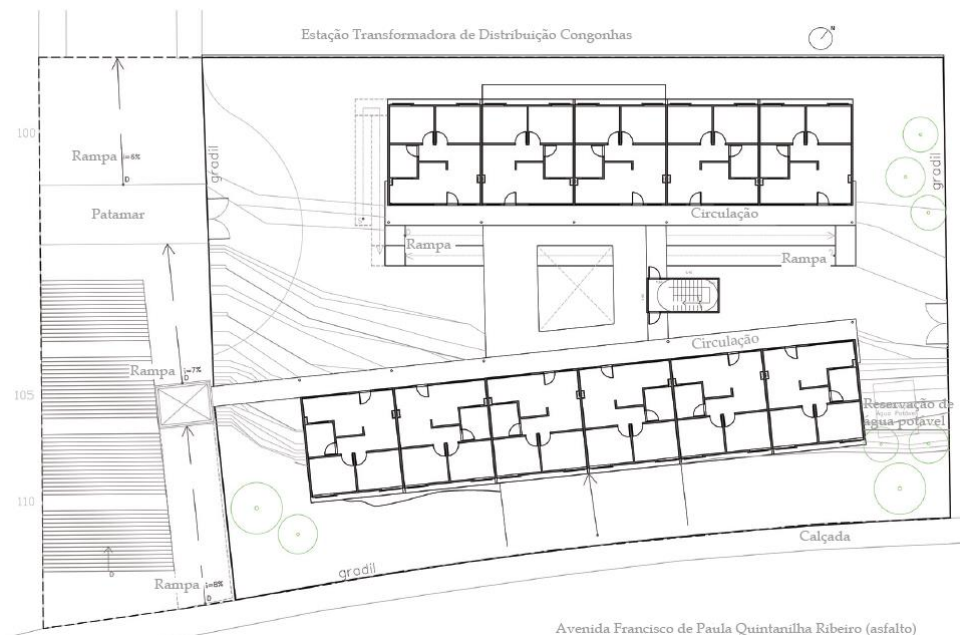 Estação Transformadora de Distribuição Congonhas
N
100
Rampa
i=6%
D
gradil
gradil
Patamar
Circulação
Rampa
Rampa
Circulação
Rampa
i=7%
D
105
Reservação de
água potável
110
Calçada
gradil
Rampa
i=8%
D
D
Avenida Francisco de Paula Quintanilha Ribeiro (asfalto)